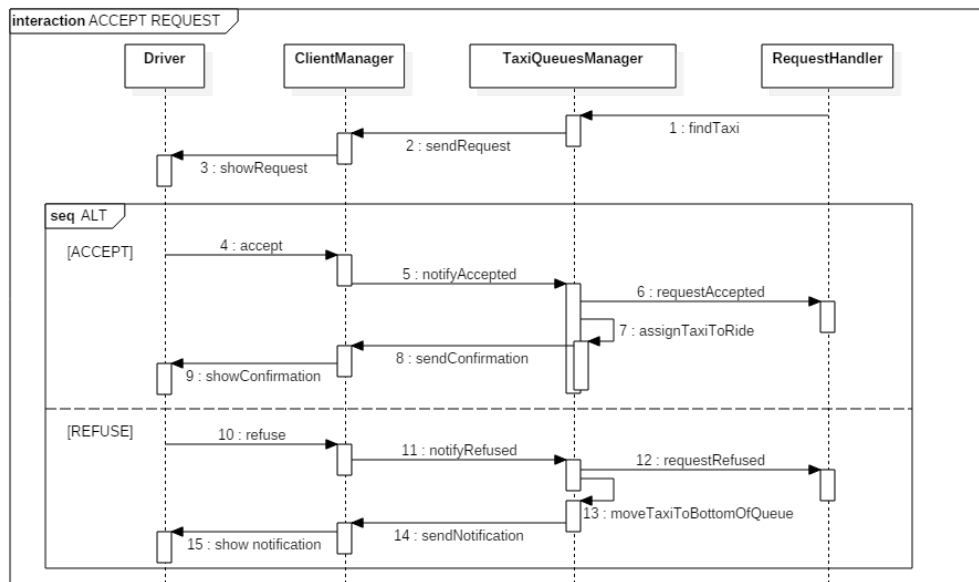 interaction ACCEPT REQUEST
Driver
ClientManager
TaxiQueuesManager
RequestHandler
1 : findTaxi
2 : sendRequest
3 : showRequest
seq ALT
[ACCEPT]
4 : accept
5 : notifyAccepted
6 : requestAccepted
7 : assignTaxiToRide
8 : sendConfirmation
9 : showConfirmation
[REFUSE]
10 : refuse
11 : notifyRefused
12 : requestRefused
13 : moveTaxiToBottomOfQueue
14 : sendNotification
15 : show notification